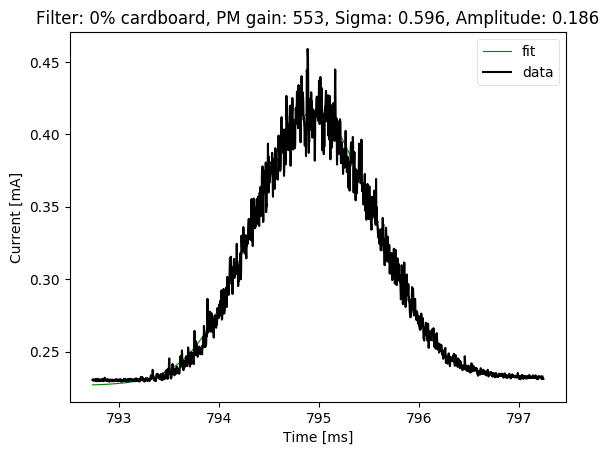 Filter: 0% cardboard, PM gain: 553, Sigma: 0.596, Amplitude: 0.186
fit
data
0.45
0.40
0.35
0.30
0.25
Current [mA]
793
794
795
796
797
Time [ms]